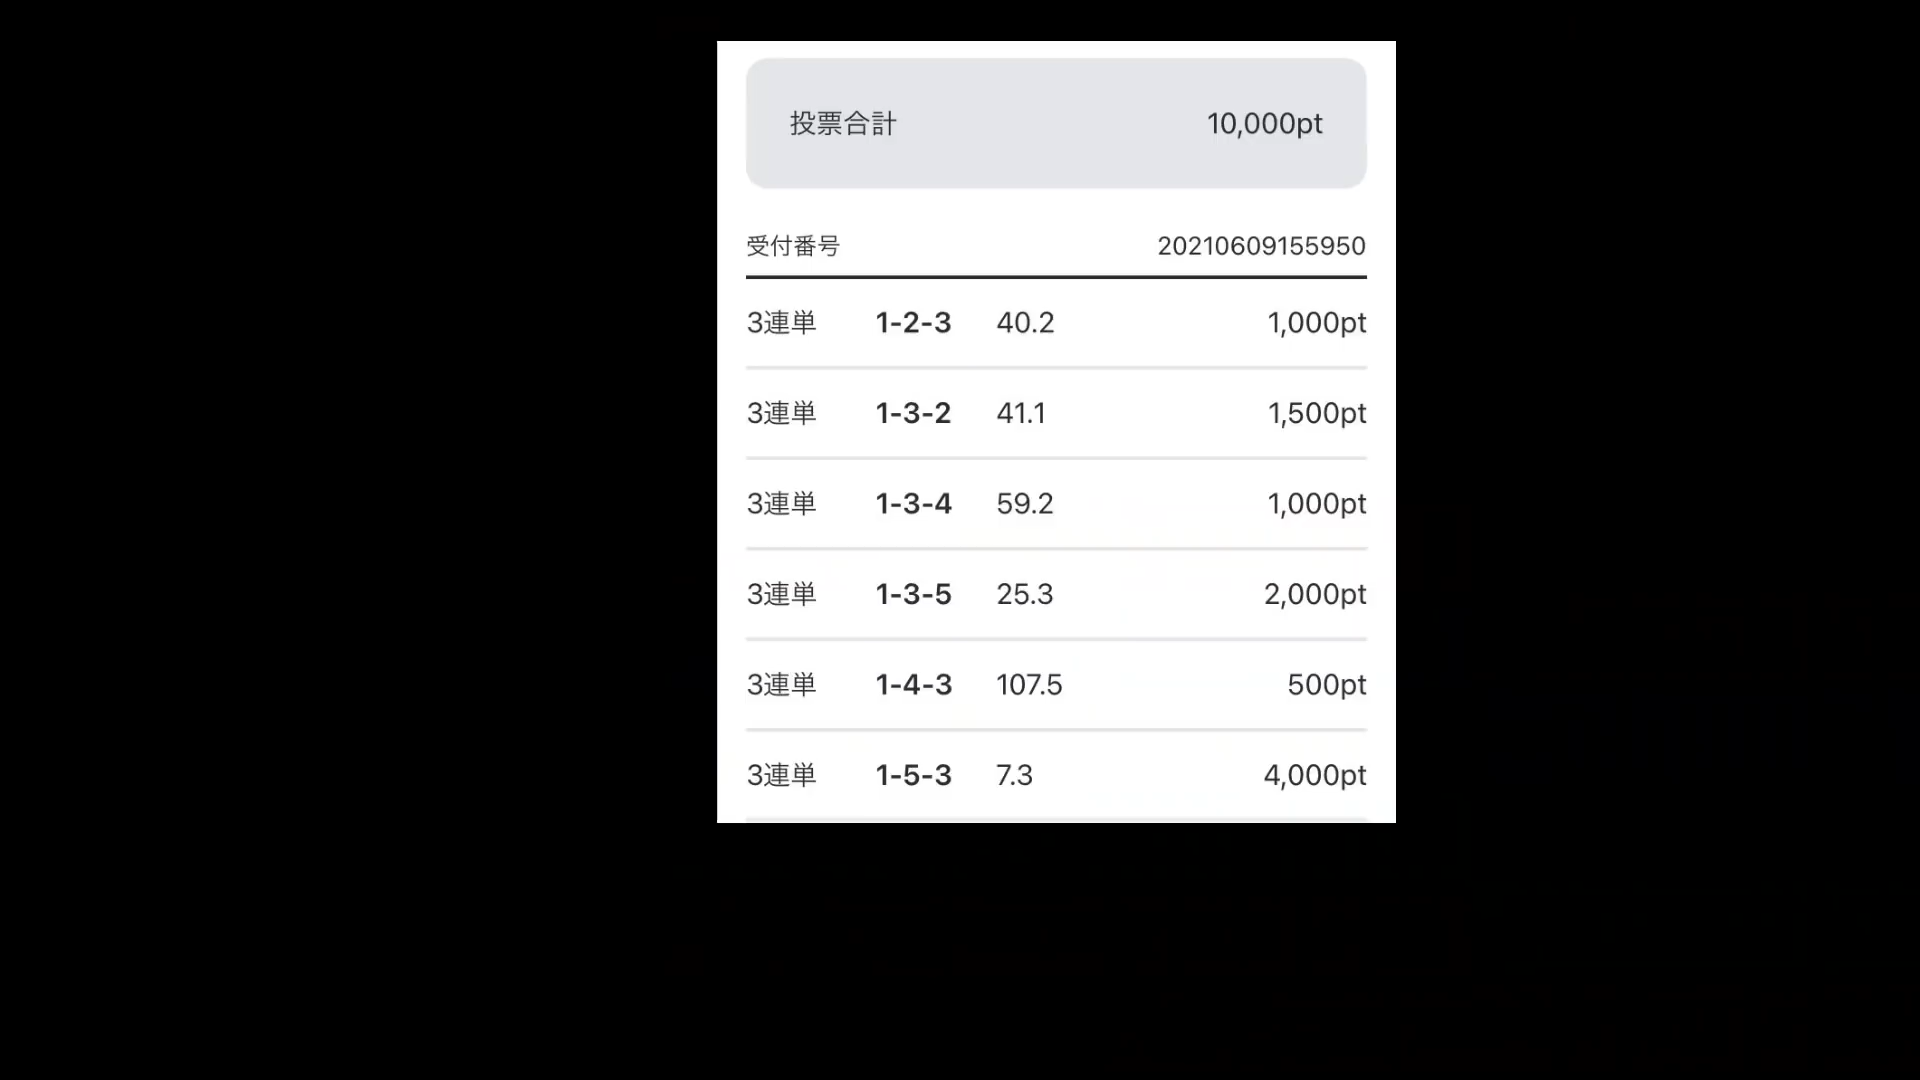 投票合計 10,000pt
受付番号 20210609155950
3連単 1-2-3 40.2 1,000pt
3連単 1-3-2 41.1 1,500pt
3連単 1-3-4 59.2 1,000pt
3連単 1-3-5 25.3 2,000pt
3連単 1-4-3 107.5 500pt
3連単 1-5-3 7.3 4,000pt